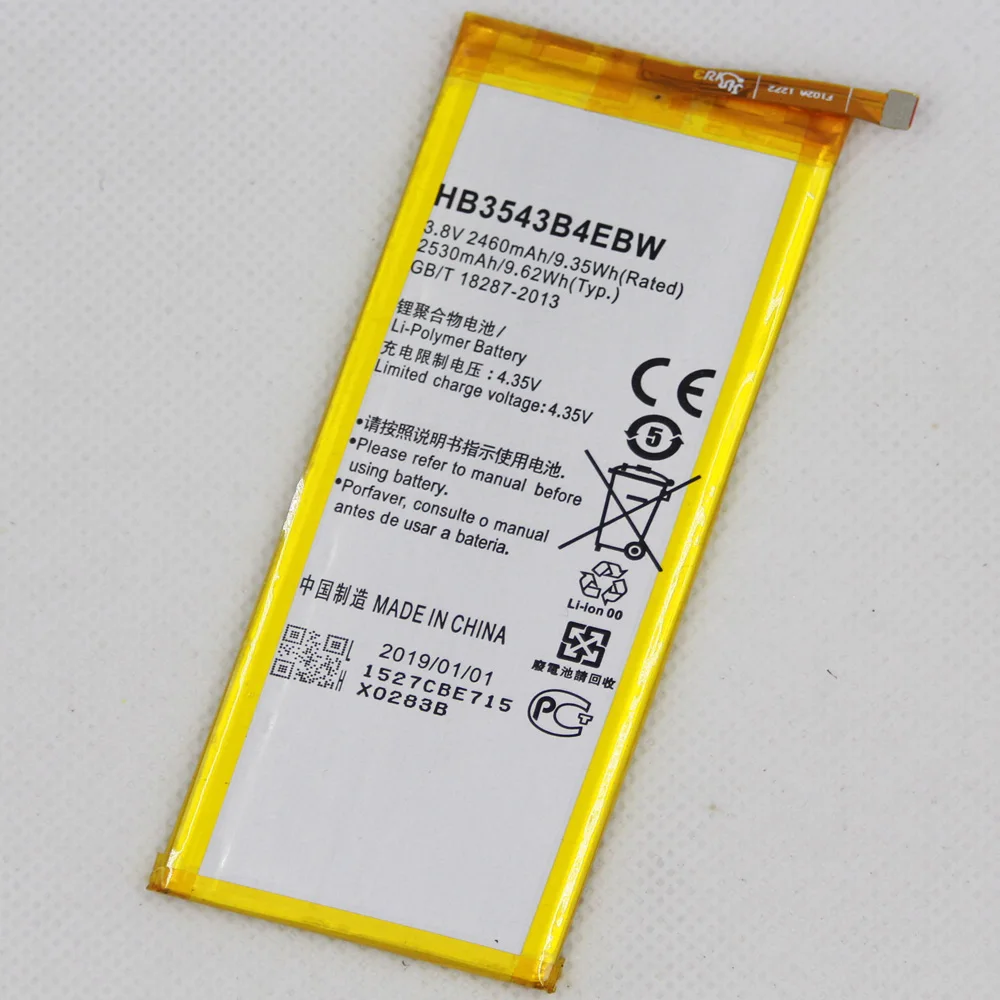 HB3543B4EBW
3.8V 2460mAh/9.35Wh(Rated)
2530mAh/9.62Wh(Typ.)
GB/T 18287-2013
锂聚合物电池/
Li-Polymer Battery
充电限制电压:4.35V
Limited charge voltage:4.35V
•请按照说明书指示使用电池.
•Please refer to manual before
using battery.
•Porfaver, consulte o manual
antes de usar a bateria.
中国制造 MADE IN CHINA
2019/01/01
1527CBE715
X0283B
CE
5
Li-ion 00
廢電池請回收
PCT
F102A 1272